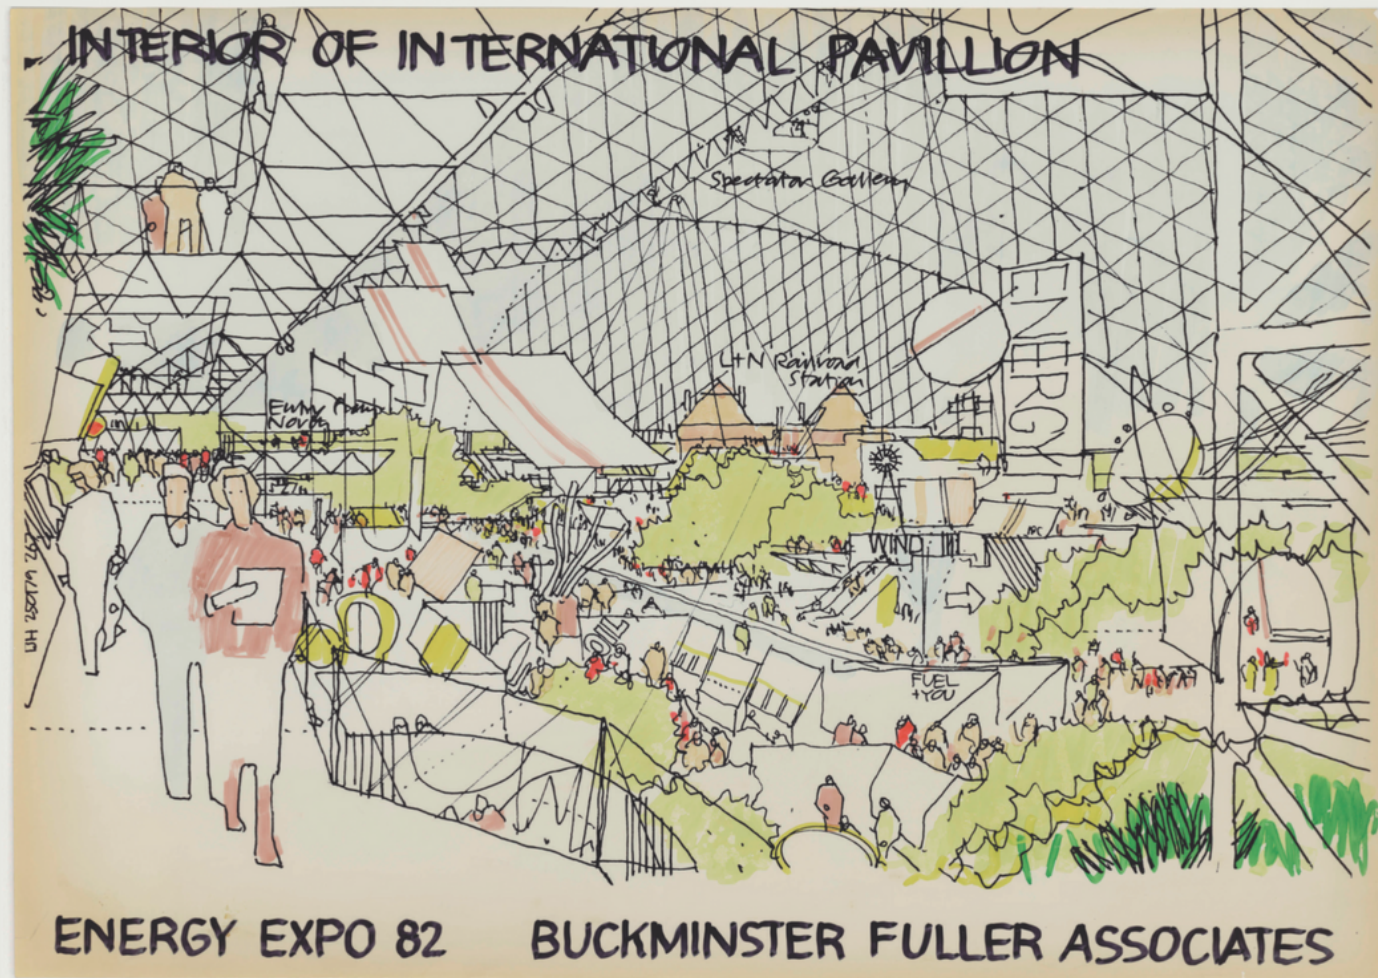 INTERIOR OF INTERNATIONAL PAVILLION
Spectator Gallery
L+N Railroad
Station
ENERGY
WIND
OIL
FUEL
+YOU
ENERGY EXPO 82 BUCKMINSTER FULLER ASSOCIATES